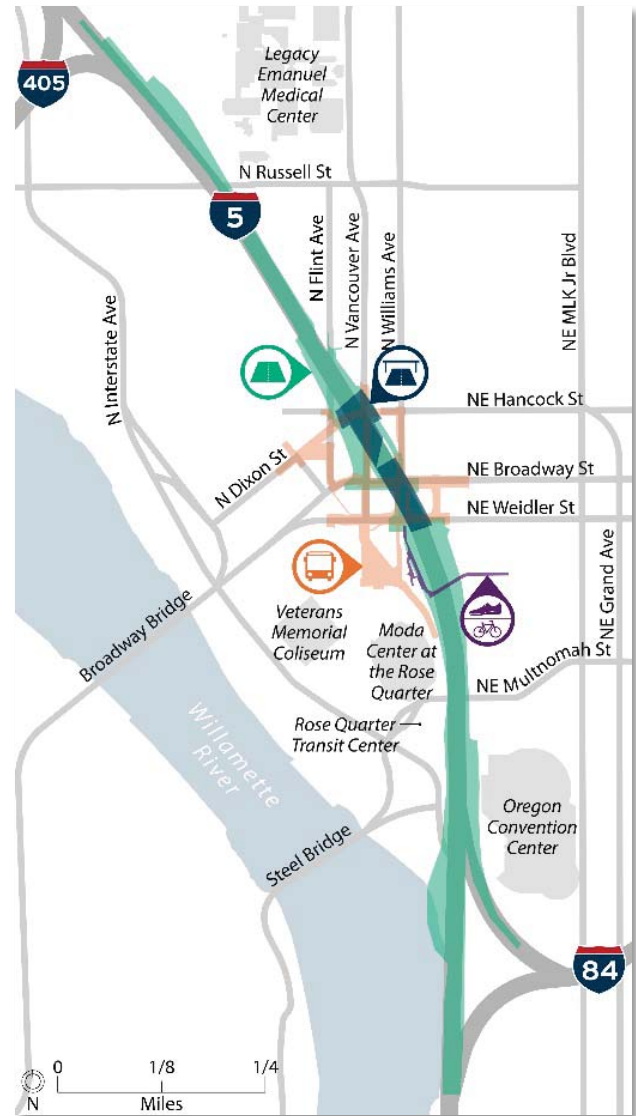 405
Legacy
Emanuel
Medical
Center
N Russell St
5
N Flint Ave
N Vancouver Ave
N Williams Ave
NE MLK Jr Blvd
N Interstate Ave
NE Hancock St
N Dixon St
NE Broadway St
NE Weidler St
NE Grand Ave
Broadway Bridge
Veterans
Memorial
Coliseum
Moda
Center at
the Rose
Quarter
NE Multnomah St
Willamette
River
Rose Quarter
Transit Center
Oregon
Convention
Center
Steel Bridge
84
0 1/8 1/4
N Miles